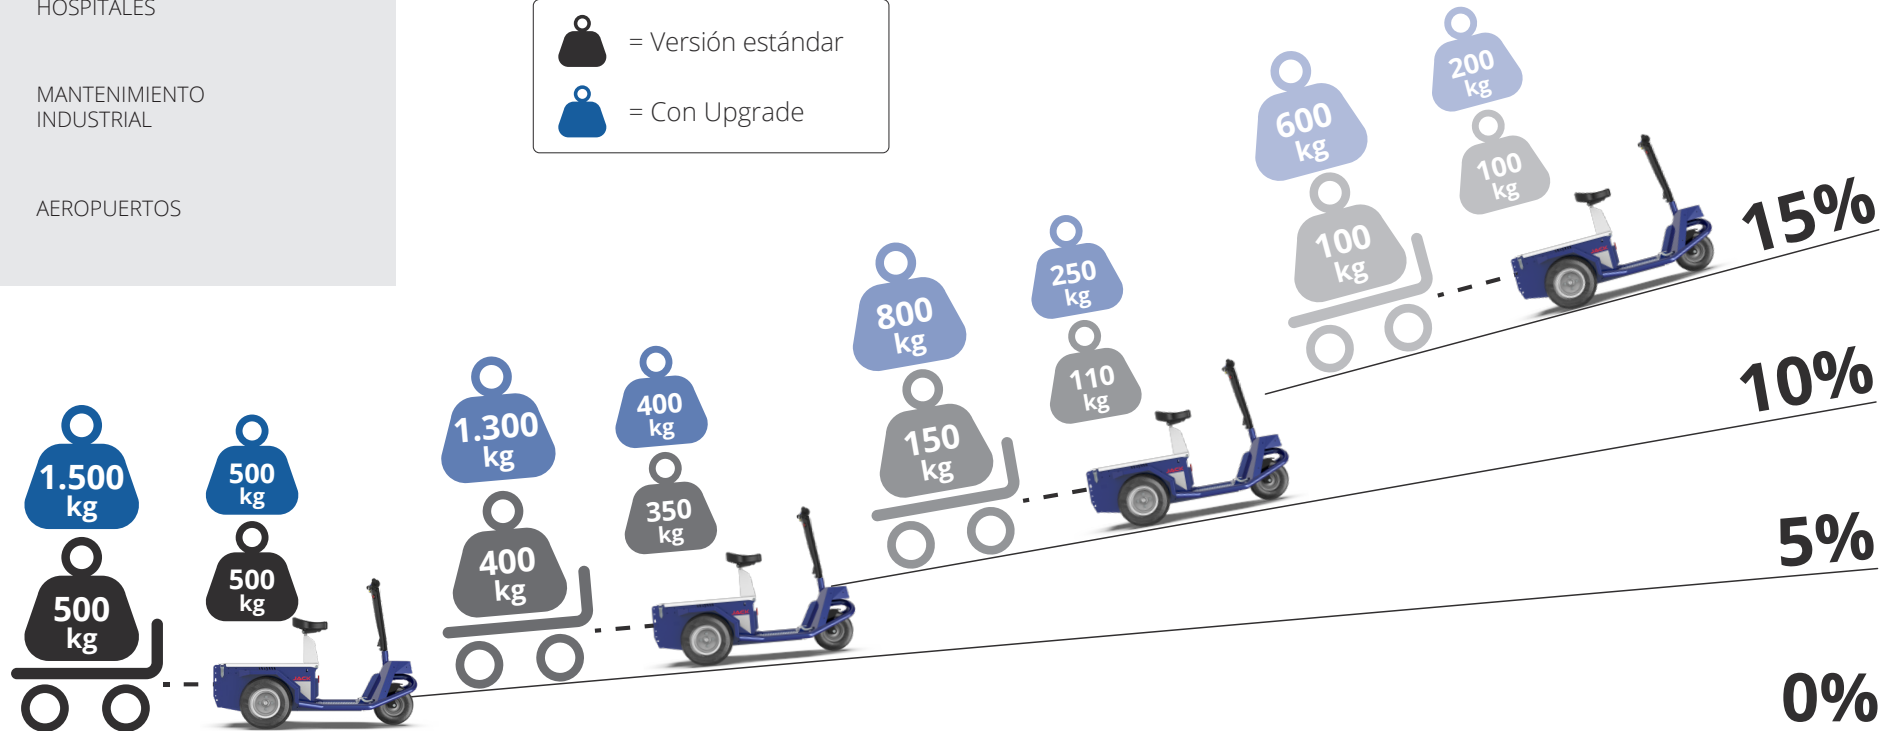 HOSPITALES
MANTENIMIENTO
INDUSTRIAL
AEROPUERTOS
= Versión estándar
= Con Upgrade
1.500
kg
500
kg
500
kg
500
kg
1.300
kg
400
kg
400
kg
350
kg
800
kg
250
kg
150
kg
110
kg
600
kg
200
kg
100
kg
100
kg
15%
10%
5%
0%